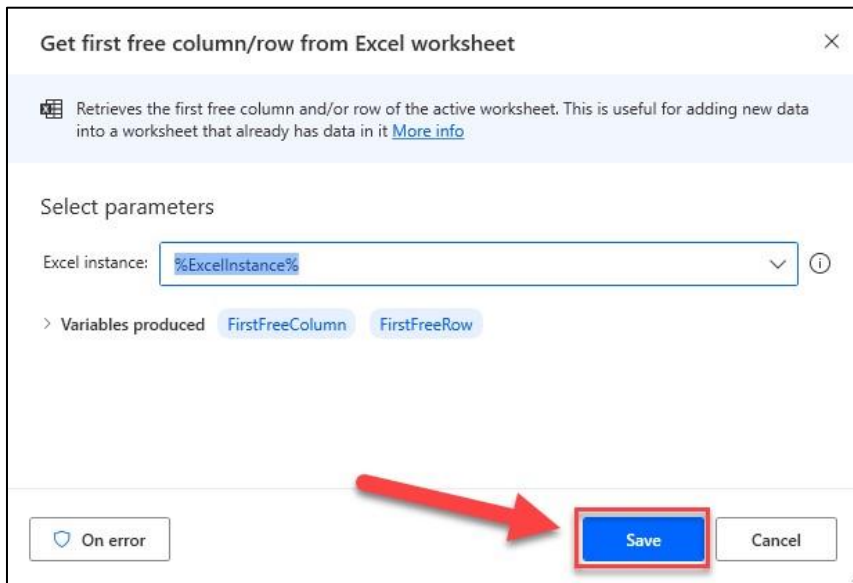 Get first free column/row from Excel worksheet
Retrieves the first free column and/or row of the active worksheet. This is useful for adding new data
into a worksheet that already has data in it More info
Select parameters
Excel instance: %ExcelInstance%
Variables produced FirstFreeColumn FirstFreeRow
On error Save Cancel